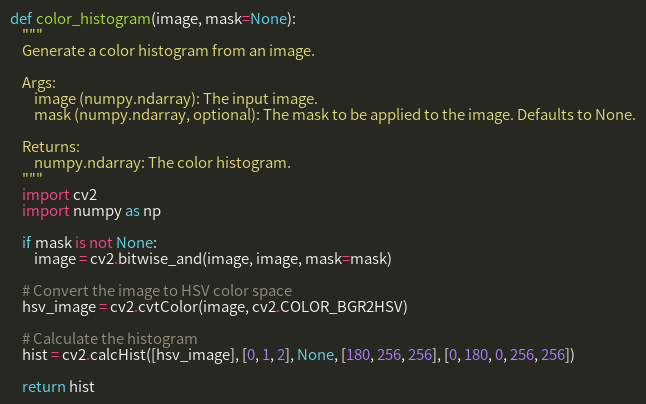 def color_histogram(image, mask=None):
"""
Generate a color histogram from an image.
Args:
image (numpy.ndarray): The input image.
mask (numpy.ndarray, optional): The mask to be applied to the image. Defaults to None.
Returns:
numpy.ndarray: The color histogram.
"""
import cv2
import numpy as np
if mask is not None:
image = cv2.bitwise_and(image, image, mask=mask)
# Convert the image to HSV color space
hsv_image = cv2.cvtColor(image, cv2.COLOR_BGR2HSV)
# Calculate the histogram
hist = cv2.calcHist([hsv_image], [0, 1, 2], None, [180, 256, 256], [0, 180, 0, 256, 256])
return hist